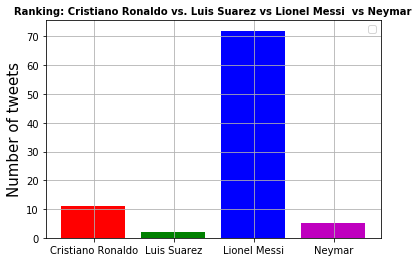 Ranking: Cristiano Ronaldo vs. Luis Suarez vs Lionel Messi  vs Neymar
Number of tweets
70
60
50
40
30
20
10
0
Cristiano Ronaldo Luis Suarez Lionel Messi Neymar